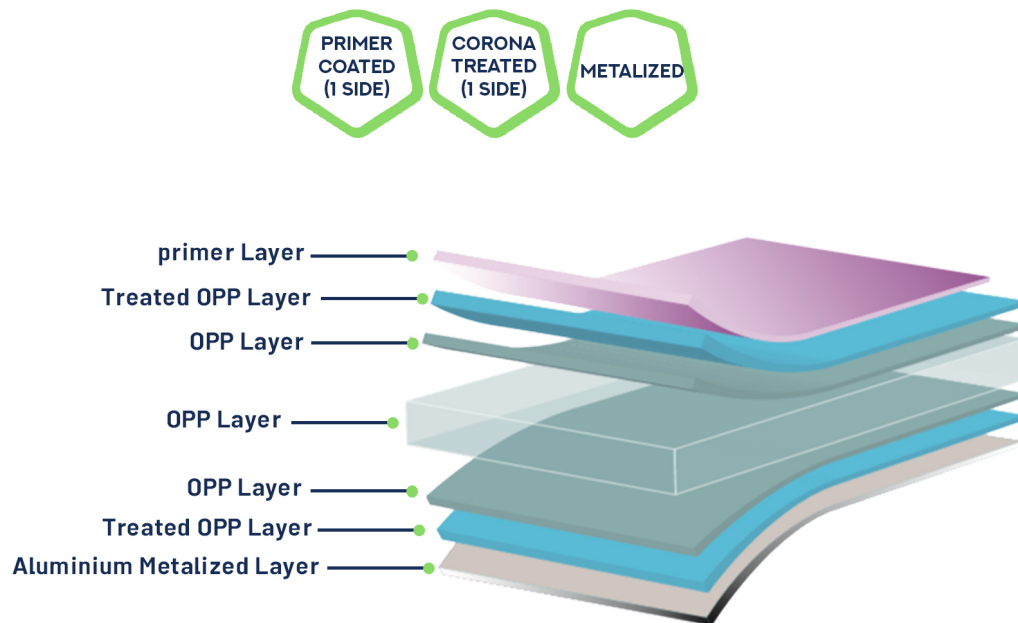 PRIMER
COATED
(1 SIDE)
CORONA
TREATED
(1 SIDE)
METALIZED
primer Layer
Treated OPP Layer
OPP Layer
OPP Layer
OPP Layer
Treated OPP Layer
Aluminium Metalized Layer